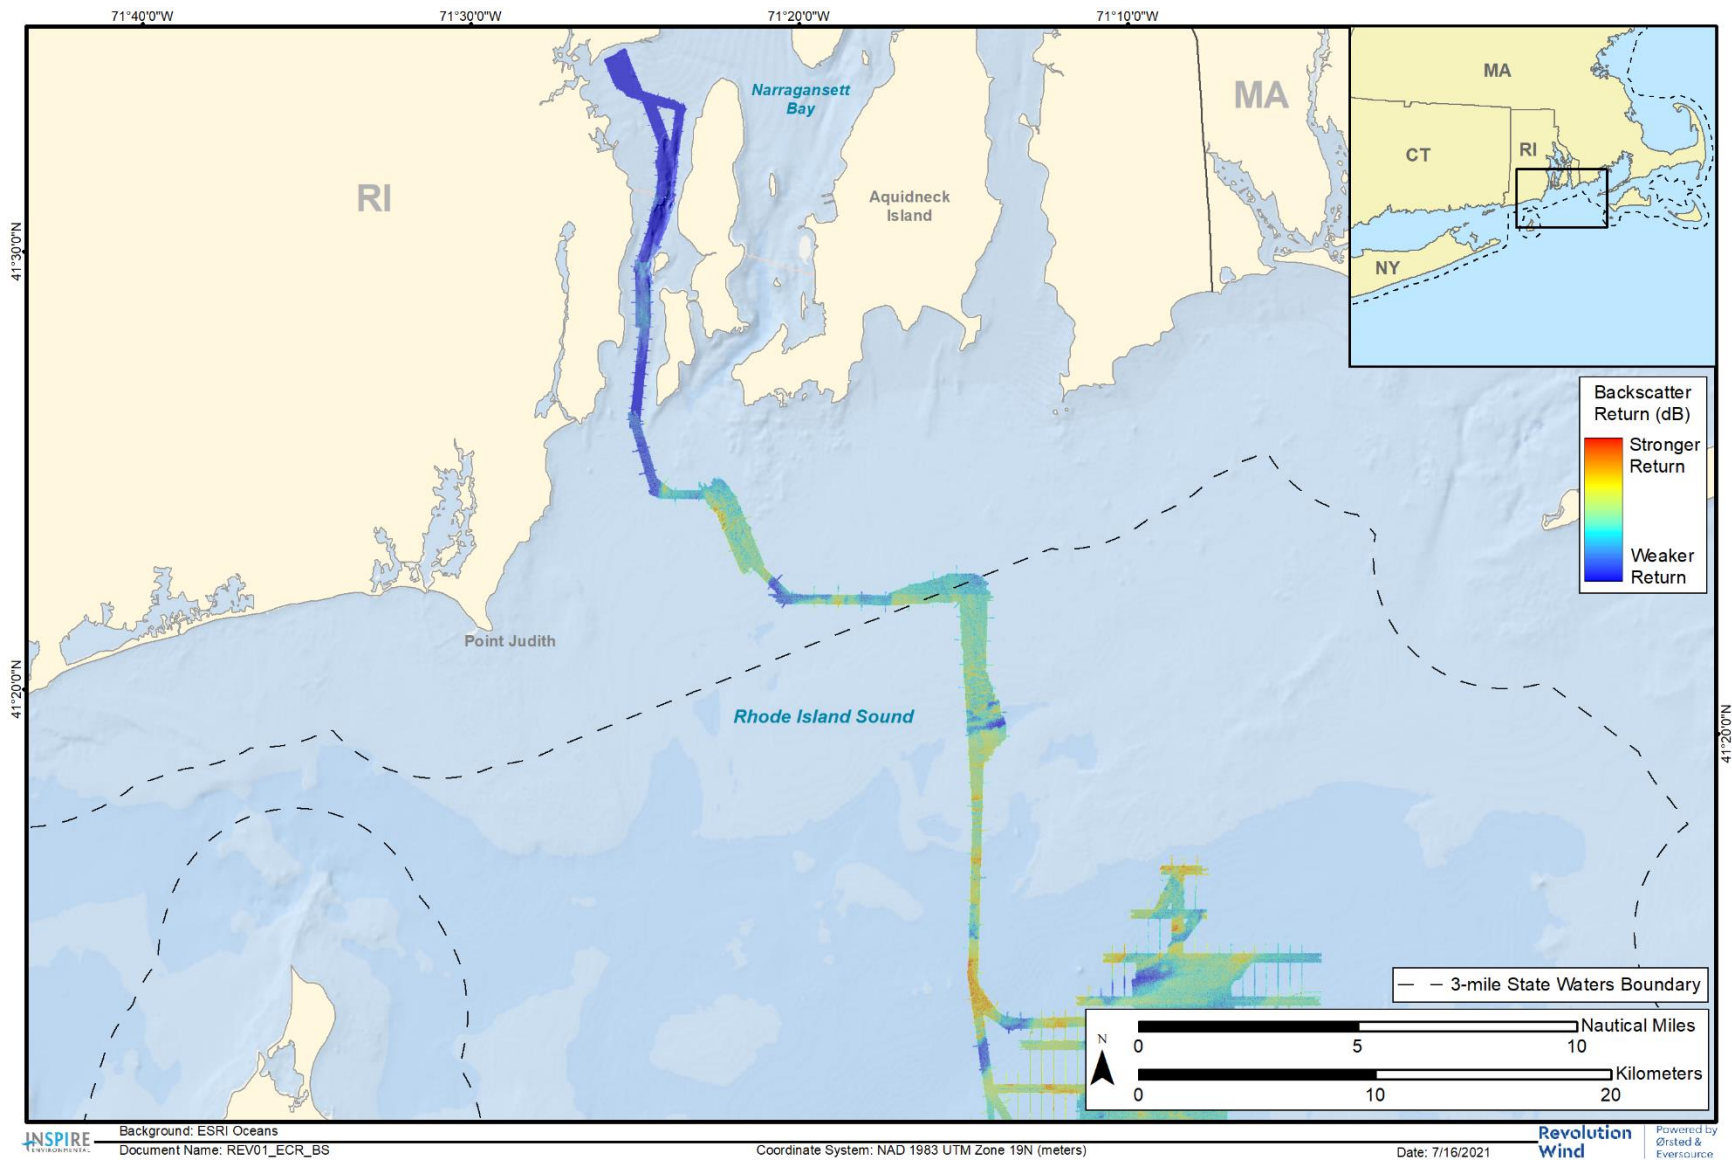 71°40'0"W
71°30'0"W
71°20'0"W
71°10'0"W
41°30'0"N
41°20'0"N
41°20'0"N
RI
Narragansett
Bay
Aquidneck
Island
MA
Point Judith
Rhode Island Sound
MA
CT
RI
NY
Backscatter
Return (dB)
Stronger
Return
Weaker
Return
3-mile State Waters Boundary
N
Nautical Miles
0 5 10
Kilometers
0 10 20
INSPIRE
ENVIRONMENTAL
Background: ESRI Oceans
Document Name: REV01_ECR_BS
Coordinate System: NAD 1983 UTM Zone 19N (meters)
Date: 7/16/2021
Revolution
Wind
Powered by
Ørsted &
Eversource